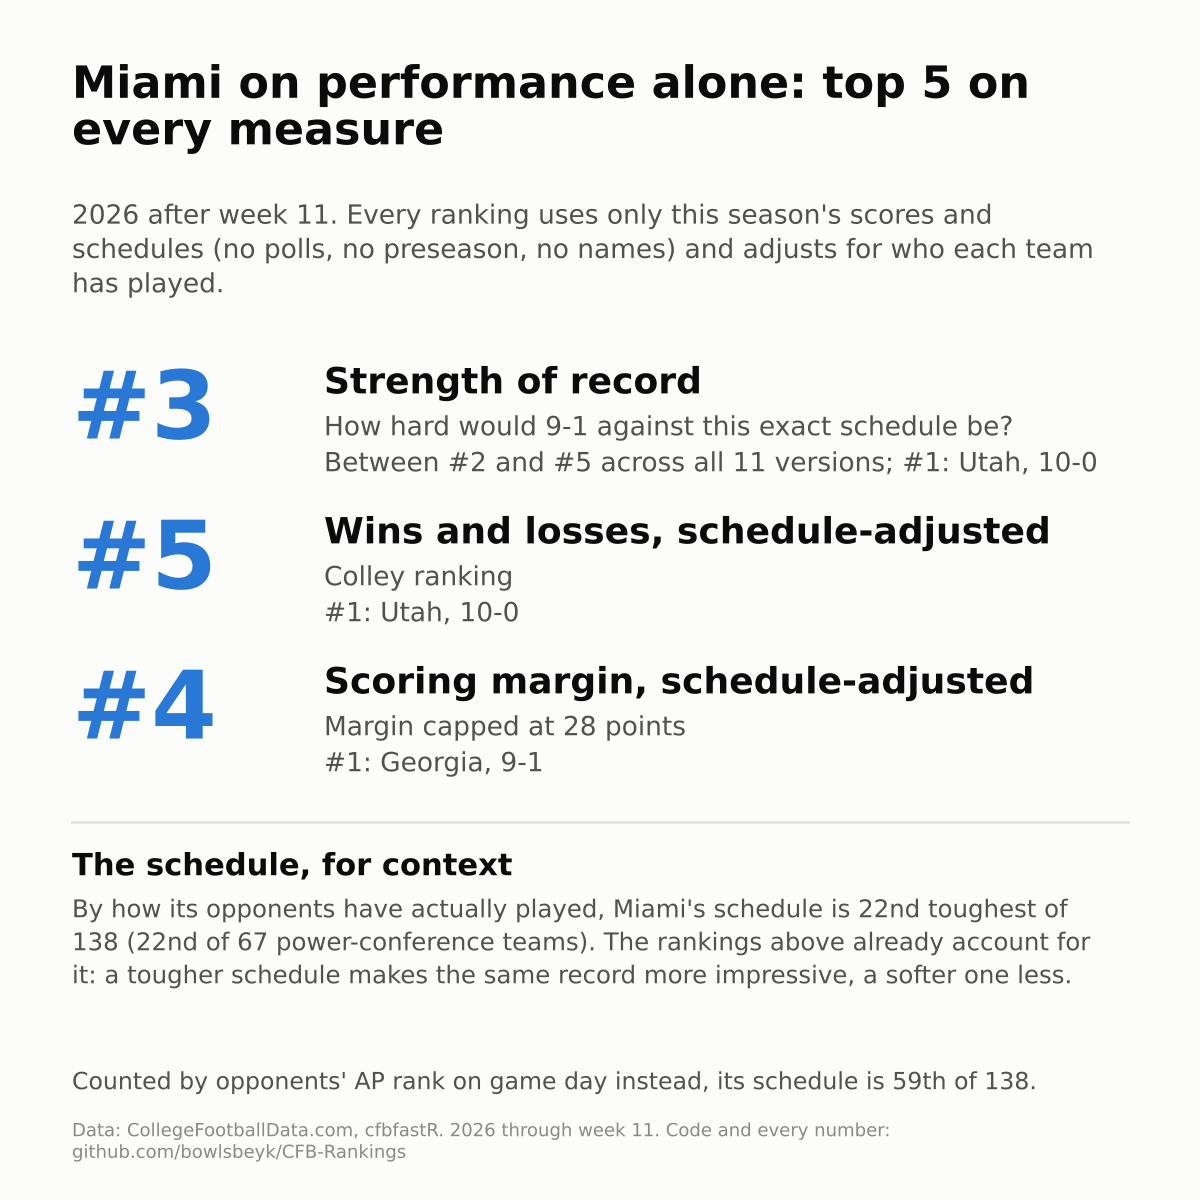 Miami on performance alone: top 5 on
every measure
2026 after week 11. Every ranking uses only this season's scores and
schedules (no polls, no preseason, no names) and adjusts for who each team
has played.
#3
Strength of record
How hard would 9-1 against this exact schedule be?
Between #2 and #5 across all 11 versions; #1: Utah, 10-0
#5
Wins and losses, schedule-adjusted
Colley ranking
#1: Utah, 10-0
#4
Scoring margin, schedule-adjusted
Margin capped at 28 points
#1: Georgia, 9-1
The schedule, for context
By how its opponents have actually played, Miami's schedule is 22nd toughest of
138 (22nd of 67 power-conference teams). The rankings above already account for
it: a tougher schedule makes the same record more impressive, a softer one less.
Counted by opponents' AP rank on game day instead, its schedule is 59th of 138.
Data: CollegeFootballData.com, cfbfastR. 2026 through week 11. Code and every number:
github.com/bowlsbeyk/CFB-Rankings